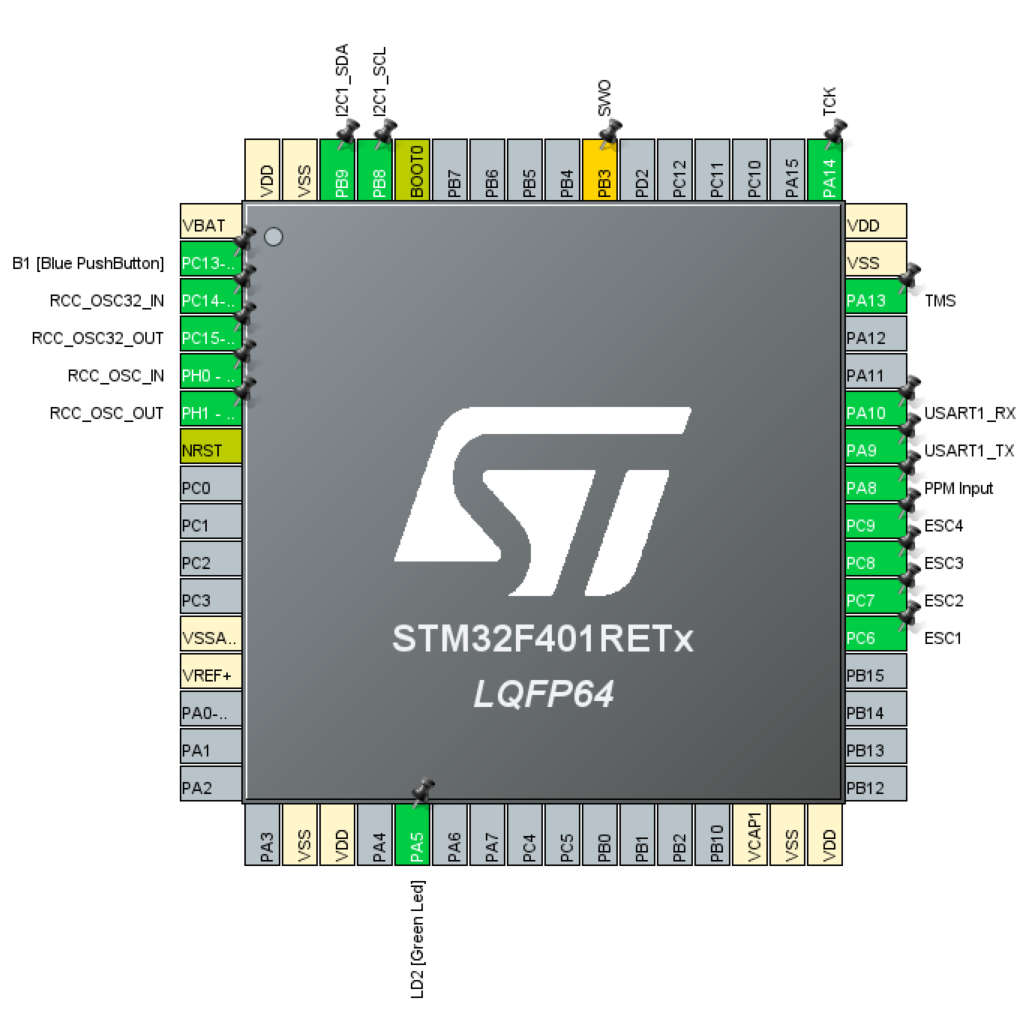 I2C1_SDA
I2C1_SCL
SWO
TCK
VDD
VSS
PB9
PB8
BOOT0
PB7
PB6
PB5
PB4
PB3
PD2
PC12
PC11
PC10
PA15
PA14
VBAT
B1 [Blue PushButton]
PC13-..
RCC_OSC32_IN
PC14-..
RCC_OSC32_OUT
PC15-..
RCC_OSC_IN
PH0 - ..
RCC_OSC_OUT
PH1 - ..
NRST
PC0
PC1
PC2
PC3
VSSA..
VREF+
PA0-..
PA1
PA2
STM32F401RETx
LQFP64
VDD
VSS
PA13 TMS
PA12
PA11
PA10 USART1_RX
PA9 USART1_TX
PA8 PPM Input
PC9 ESC4
PC8 ESC3
PC7 ESC2
PC6 ESC1
PB15
PB14
PB13
PB12
PA3
VSS
VDD
PA4
PA5
PA6
PA7
PC4
PC5
PB0
PB1
PB2
PB10
VCAP1
VSS
VDD
LD2 [Green Led]